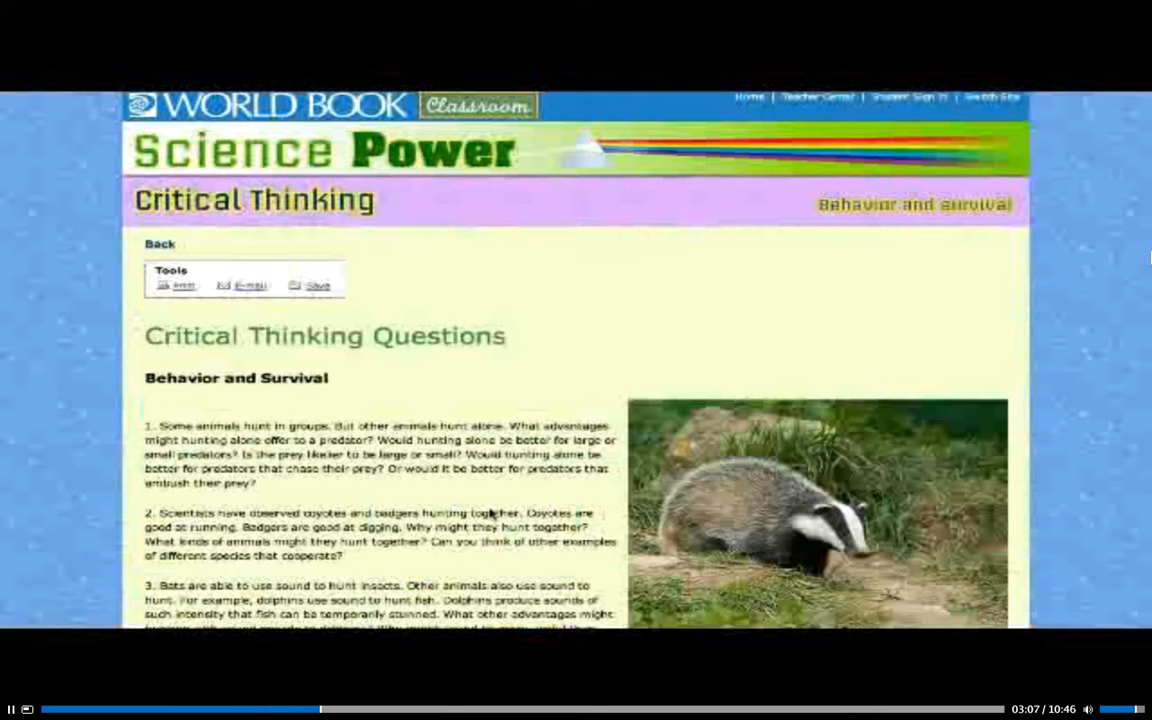 WORLD BOOK Classroom
Home | Teacher Center | Student Sign In | Switch Site
Science Power
Critical Thinking
Behavior and survival
Back
Tools
Print E-mail Save
Critical Thinking Questions
Behavior and Survival
1. Some animals hunt in groups. But other animals hunt alone. What advantages
might hunting alone offer to a predator? Would hunting alone be better for large or
small predators? Is the prey likelier to be large or small? Would hunting alone be
better for predators that chase their prey? Or would it be better for predators that
ambush their prey?
2. Scientists have observed coyotes and badgers hunting together. Coyotes are
good at running. Badgers are good at digging. Why might they hunt together?
What kinds of animals might they hunt together? Can you think of other examples
of different species that cooperate?
3. Bats are able to use sound to hunt insects. Other animals also use sound to
hunt. For example, dolphins use sound to hunt fish. Dolphins produce sounds of
such intensity that fish can be temporarily stunned. What other advantages might
03:07 / 10:46